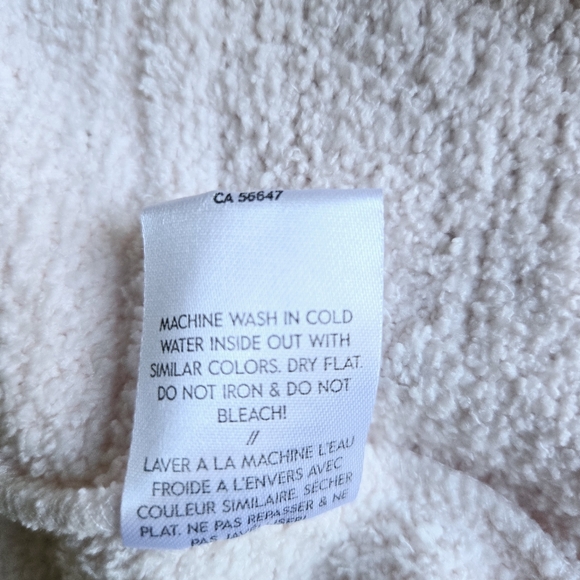 CA 56647
MACHINE WASH IN COLD
WATER INSIDE OUT WITH
SIMILAR COLORS. DRY FLAT.
DO NOT IRON & DO NOT
BLEACH!
//
LAVER A LA MACHINE L'EAU
FROIDE A L'ENVERS AVEC
COULEUR SIMILAIRE. SÉCHER
PLAT. NE PAS REPASSER & NE
PAS